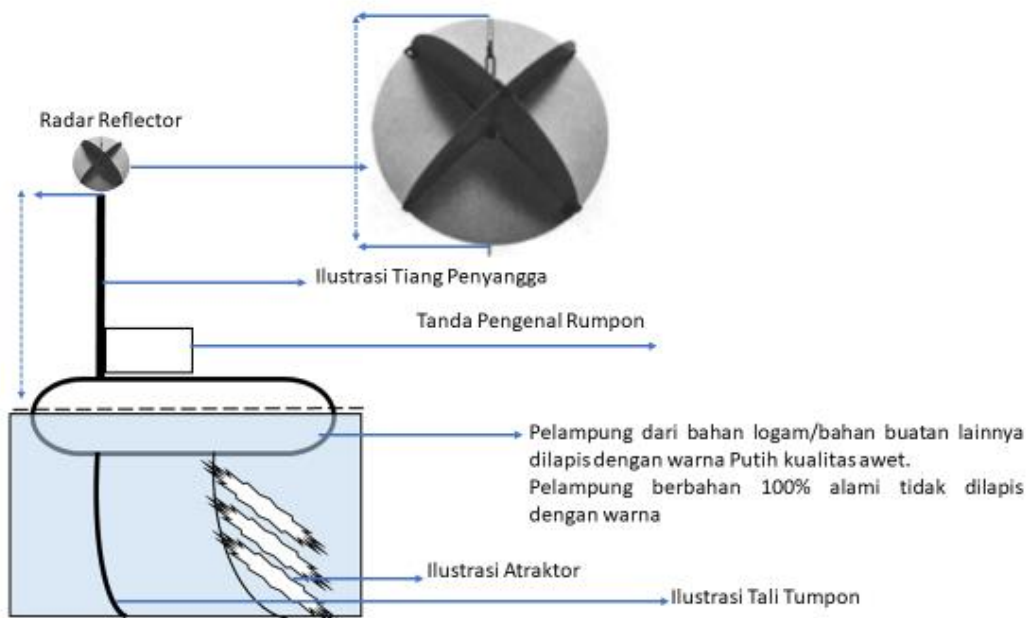 Radar Reflector
Ilustrasi Tiang Penyangga
Tanda Pengenal Rumpon
Pelampung dari bahan logam/bahan buatan lainnya
dilapis dengan warna Putih kualitas awet.
Pelampung berbahan 100% alami tidak dilapis
dengan warna
Ilustrasi Atraktor
Ilustrasi Tali Tumpon